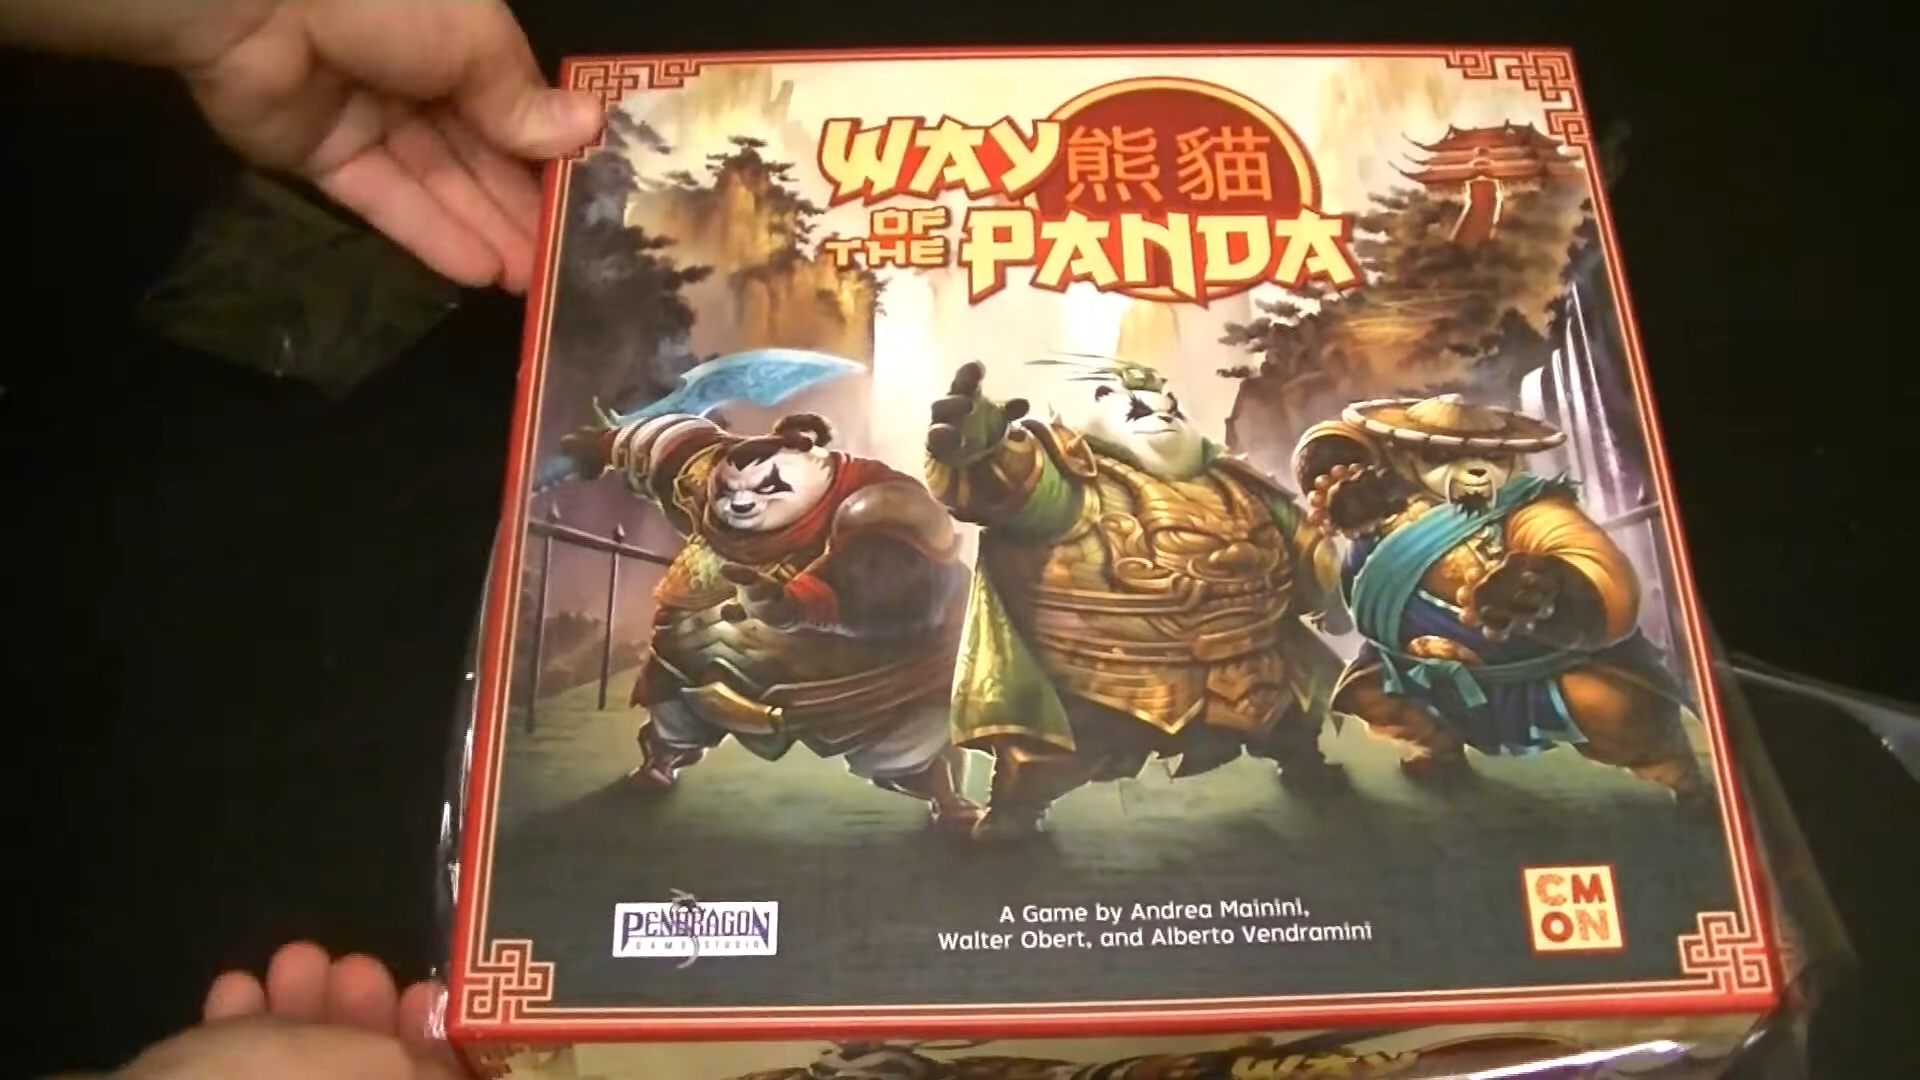 WAY 熊貓
OF THE PANDA
PENDRAGON
GAME STUDIO
A Game by Andrea Mainini,
Walter Obert, and Alberto Vendramini
CM
ON
WAY